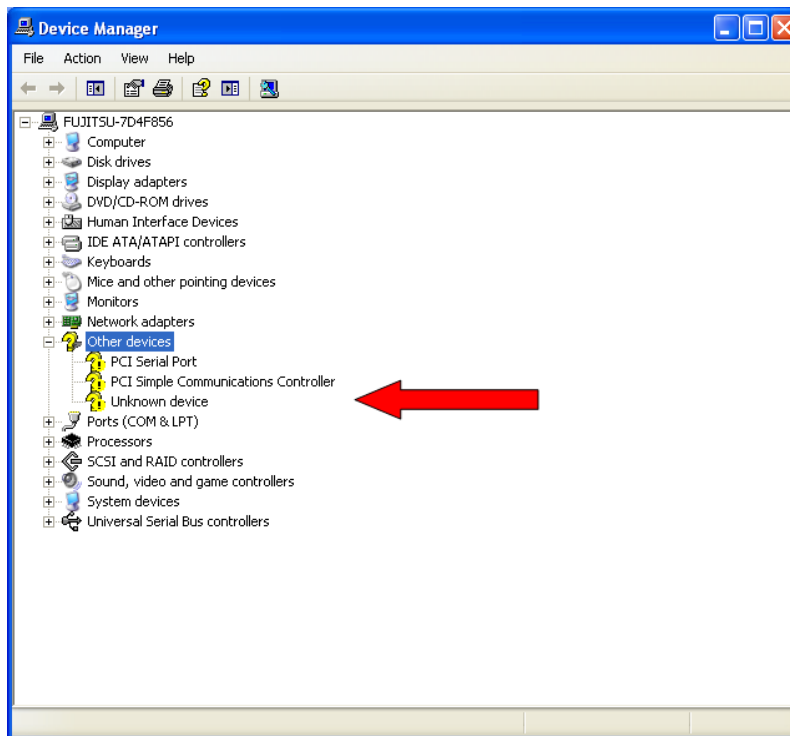 Device Manager
File Action View Help
FUJITSU-7D4F856
Computer
Disk drives
Display adapters
DVD/CD-ROM drives
Human Interface Devices
IDE ATA/ATAPI controllers
Keyboards
Mice and other pointing devices
Monitors
Network adapters
Other devices
PCI Serial Port
PCI Simple Communications Controller
Unknown device
Ports (COM & LPT)
Processors
SCSI and RAID controllers
Sound, video and game controllers
System devices
Universal Serial Bus controllers